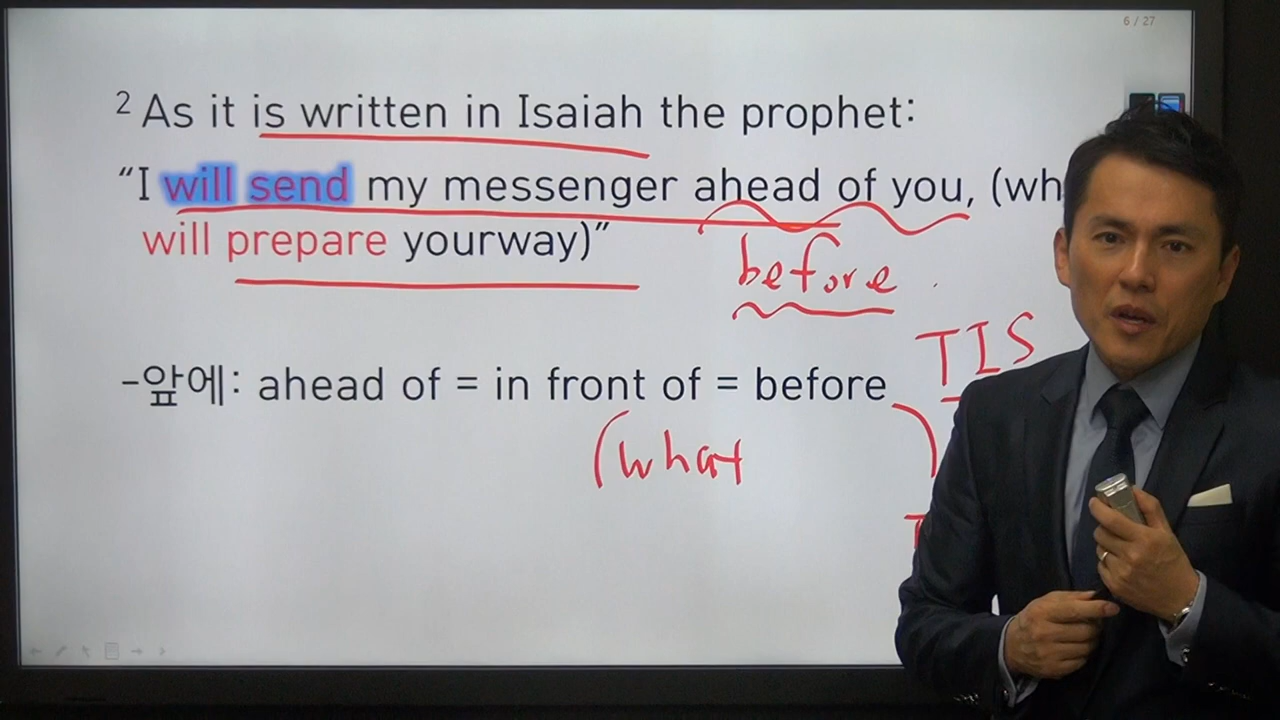 6 / 27
2 As it is written in Isaiah the prophet:
“I will send my messenger ahead of you, (wh
will prepare yourway)”
before
TIS
-앞에: ahead of = in front of = before
(what )
T